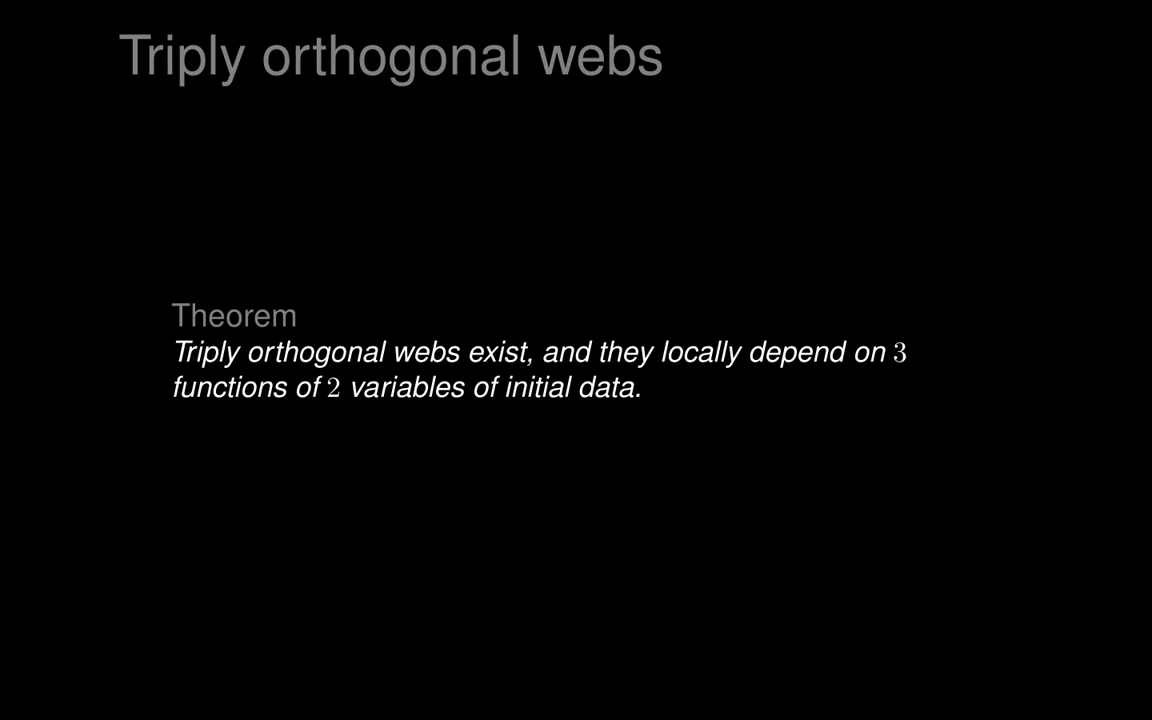 Triply orthogonal webs
Theorem
Triply orthogonal webs exist, and they locally depend on 3
functions of 2 variables of initial data.